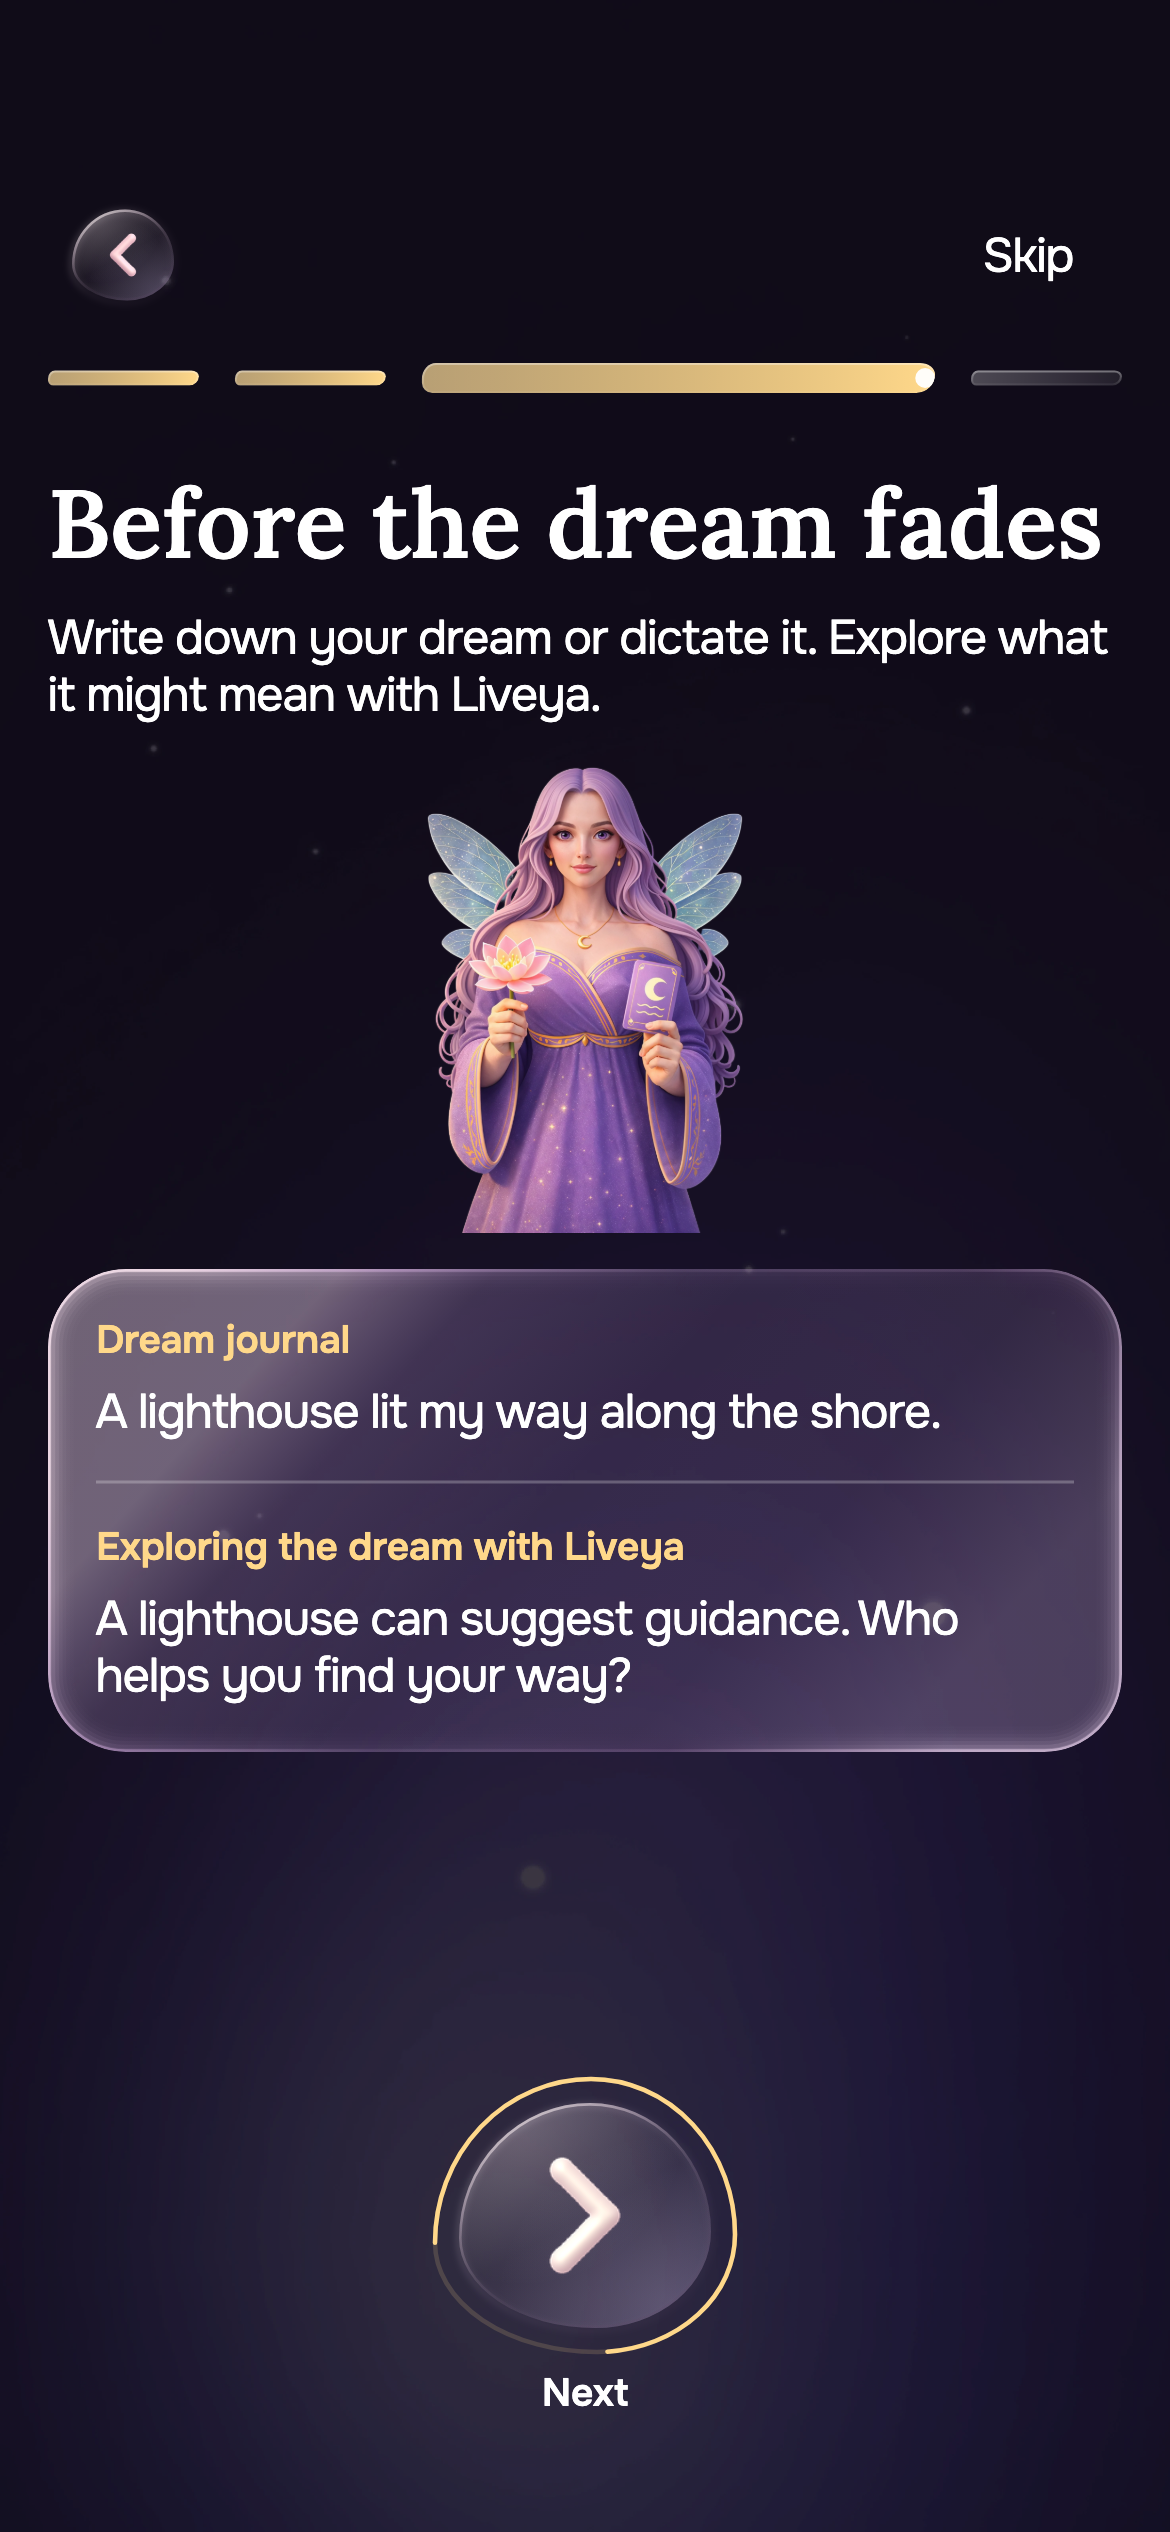 Skip
Before the dream fades
Write down your dream or dictate it. Explore what
it might mean with Liveya.
Dream journal
A lighthouse lit my way along the shore.
Exploring the dream with Liveya
A lighthouse can suggest guidance. Who
helps you find your way?
Next